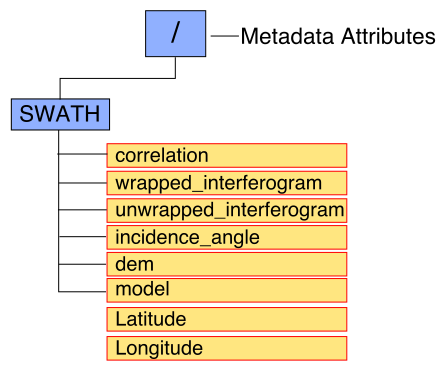 /
Metadata Attributes
SWATH
correlation
wrapped_interferogram
unwrapped_interferogram
incidence_angle
dem
model
Latitude
Longitude